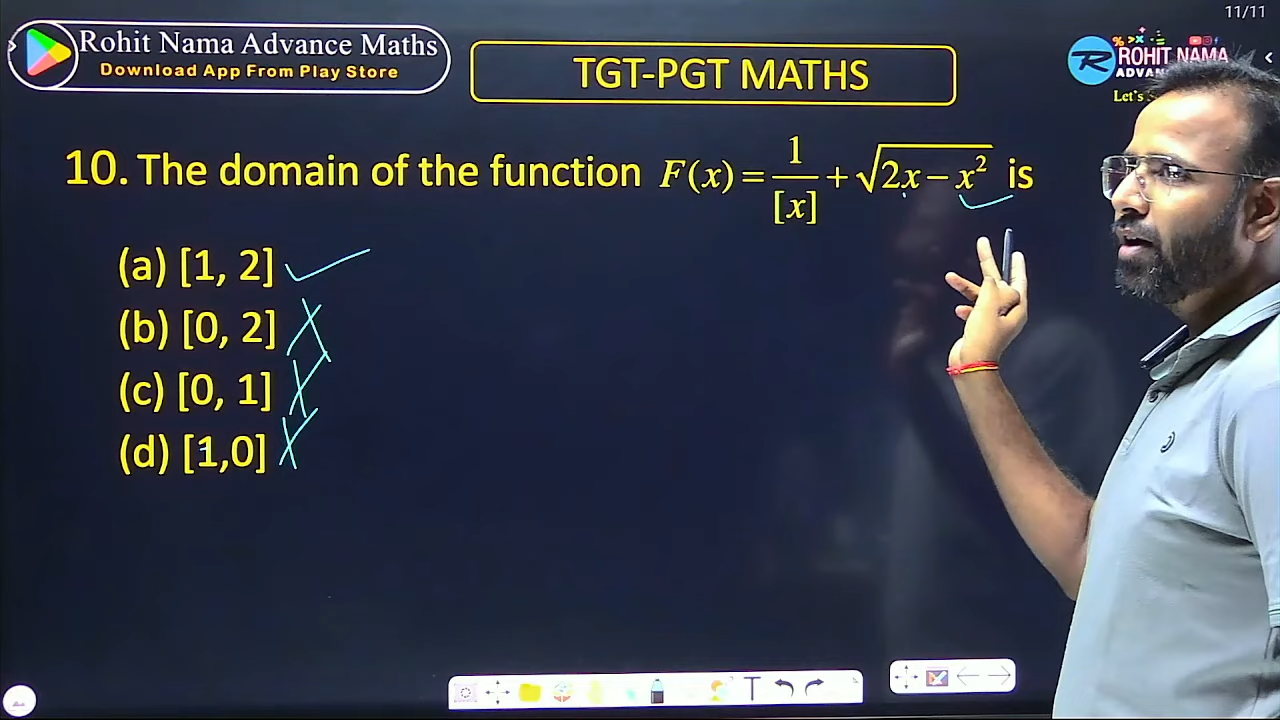 11/11
Rohit Nama Advance Maths
Download App From Play Store
TGT-PGT MATHS
ROHIT NAMA
Let's
10. The domain of the function F(x) = 1/[x] + √(2x − x²) is
(a) [1, 2]
(b) [0, 2]
(c) [0, 1]
(d) [1,0]
T